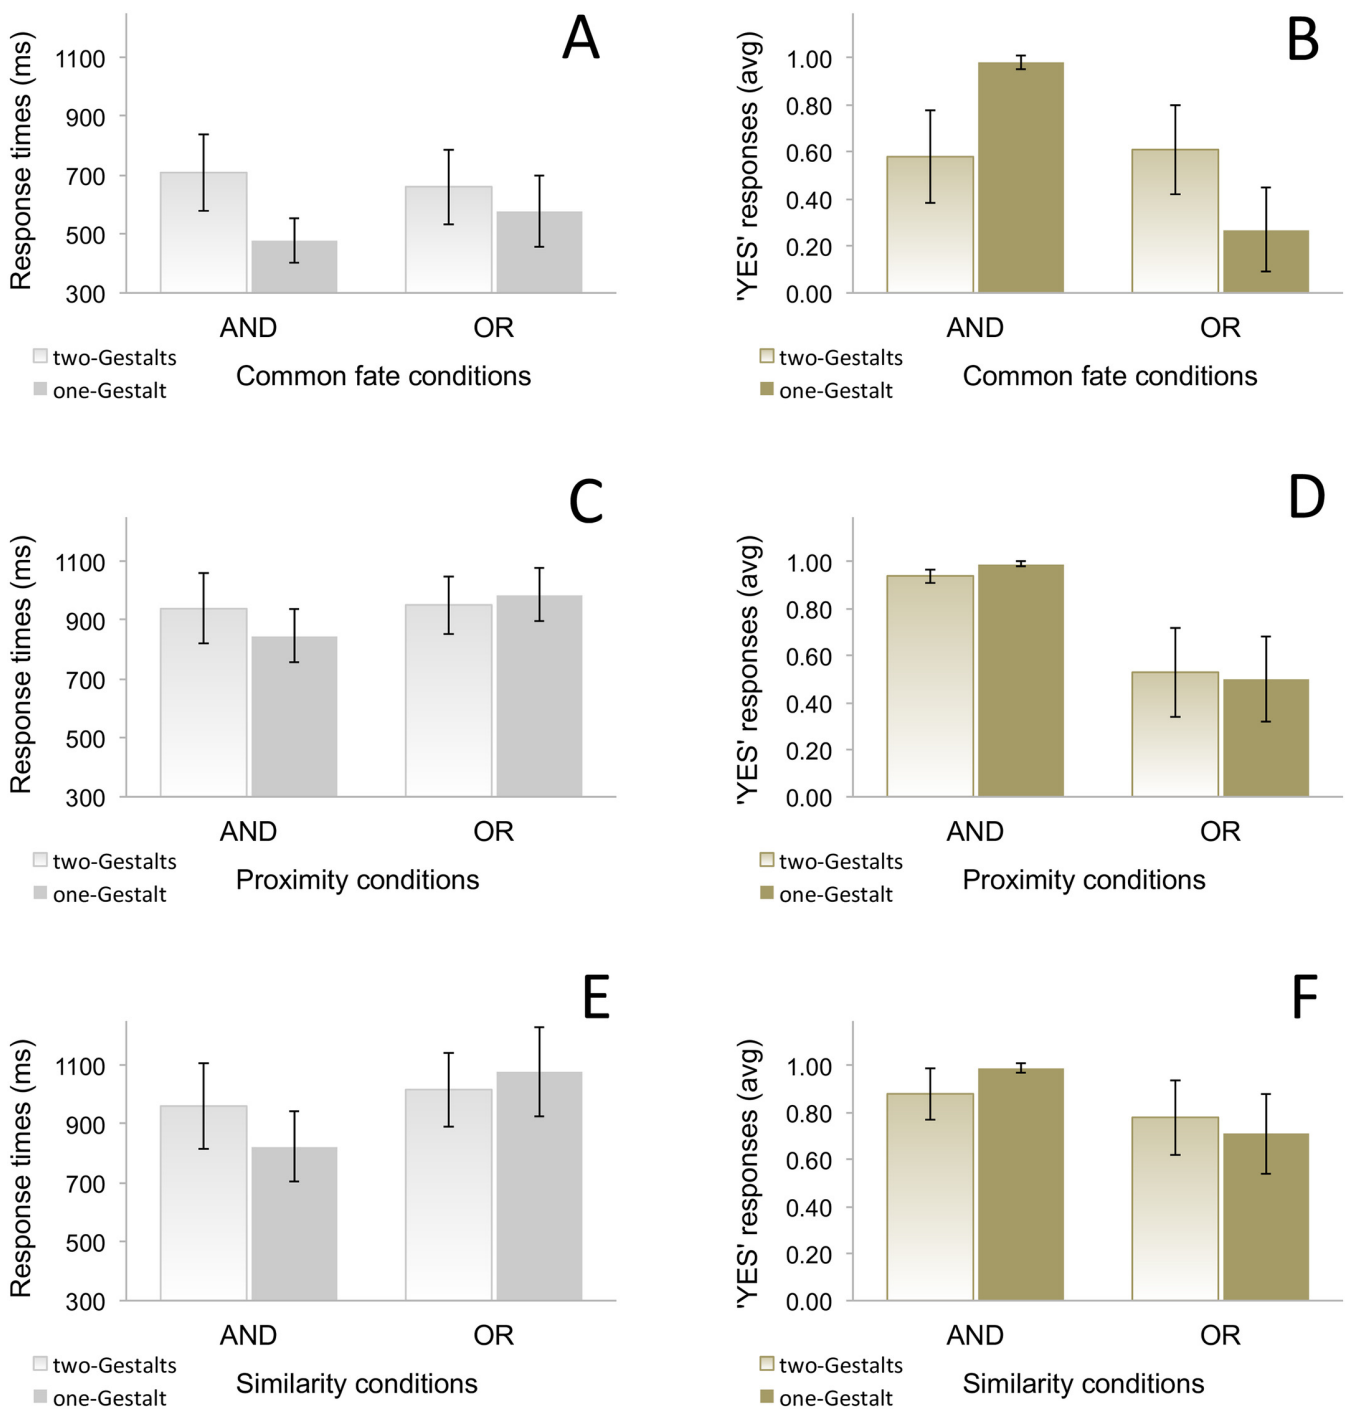 A
Response times (ms)
1100
900
700
500
300
AND OR
two-Gestalts
one-Gestalt
Common fate conditions
B
'YES' responses (avg)
1.00
0.80
0.60
0.40
0.20
0.00
AND OR
two-Gestalts
one-Gestalt
Common fate conditions
C
Response times (ms)
1100
900
700
500
300
AND OR
two-Gestalts
one-Gestalt
Proximity conditions
D
'YES' responses (avg)
1.00
0.80
0.60
0.40
0.20
0.00
AND OR
two-Gestalts
one-Gestalt
Proximity conditions
E
Response times (ms)
1100
900
700
500
300
AND OR
two-Gestalts
one-Gestalt
Similarity conditions
F
'YES' responses (avg)
1.00
0.80
0.60
0.40
0.20
0.00
AND OR
two-Gestalts
one-Gestalt
Similarity conditions